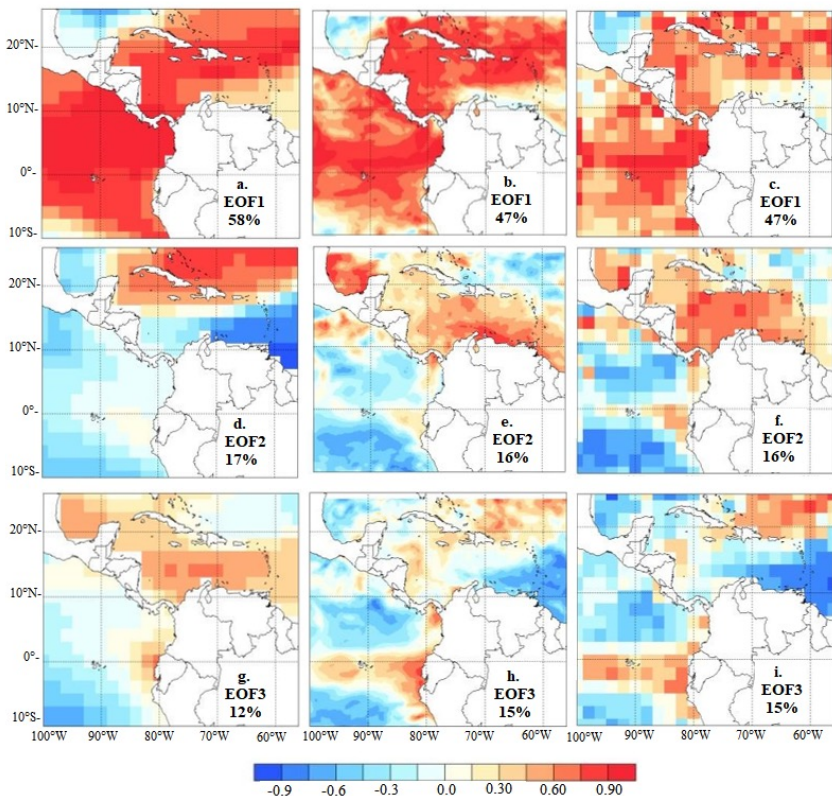 20°N-
10°N-
0°-
10°S-
a.
EOF1
58%
b.
EOF1
47%
c.
EOF1
47%
20°N-
10°N-
0°-
10°S-
d.
EOF2
17%
e.
EOF2
16%
f.
EOF2
16%
20°N-
10°N-
0°-
10°S-
g.
EOF3
12%
h.
EOF3
15%
i.
EOF3
15%
100°W 90°W 80°W 70°W 60°W
100°W 90°W 80°W 70°W 60°W
100°W 90°W 80°W 70°W 60°W
-0.9 -0.6 -0.3 0.0 0.30 0.60 0.90